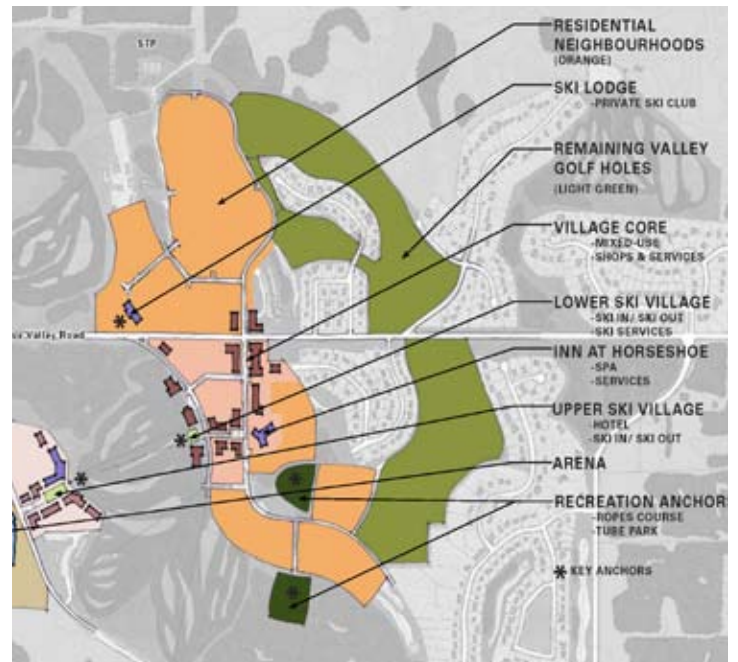 STP
RESIDENTIAL
NEIGHBOURHOODS
(ORANGE)
SKI LODGE
-PRIVATE SKI CLUB
REMAINING VALLEY
GOLF HOLES
(LIGHT GREEN)
VILLAGE CORE
-MIXED-USE
-SHOPS & SERVICES
LOWER SKI VILLAGE
-SKI IN/ SKI OUT
-SKI SERVICES
Valley Road
INN AT HORSESHOE
-SPA
-SERVICES
UPPER SKI VILLAGE
-HOTEL
-SKI IN/ SKI OUT
ARENA
RECREATION ANCHOR
-ROPES COURSE
-TUBE PARK
* KEY ANCHORS